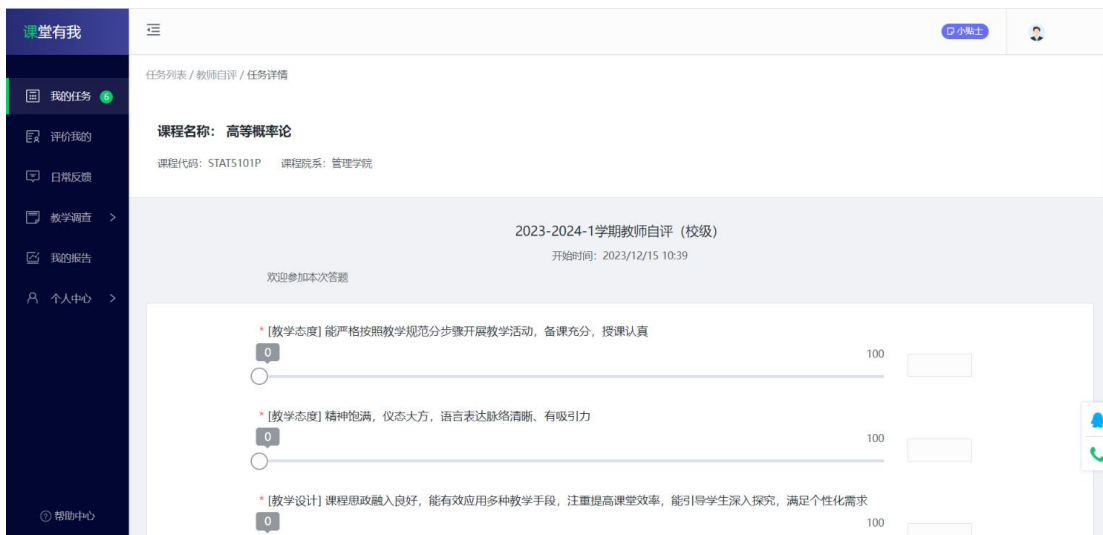 课堂有我
小贴士
我的任务 6
评价我的
日常反馈
教学调查 >
我的报告
个人中心 >
帮助中心
任务列表 / 教师自评 / 任务详情
课程名称： 高等概率论
课程代码：STAT5101P 课程院系：管理学院
2023-2024-1学期教师自评（校级）
开始时间：2023/12/15 10:39
欢迎参加本次答题
* [教学态度] 能严格按照教学规范分步骤开展教学活动，备课充分，授课认真
0
100
* [教学态度] 精神饱满，仪态大方，语言表达脉络清晰、有吸引力
0
100
* [教学设计] 课程思政融入良好，能有效应用多种教学手段，注重提高课堂效率，能引导学生深入探究，满足个性化需求
0
100